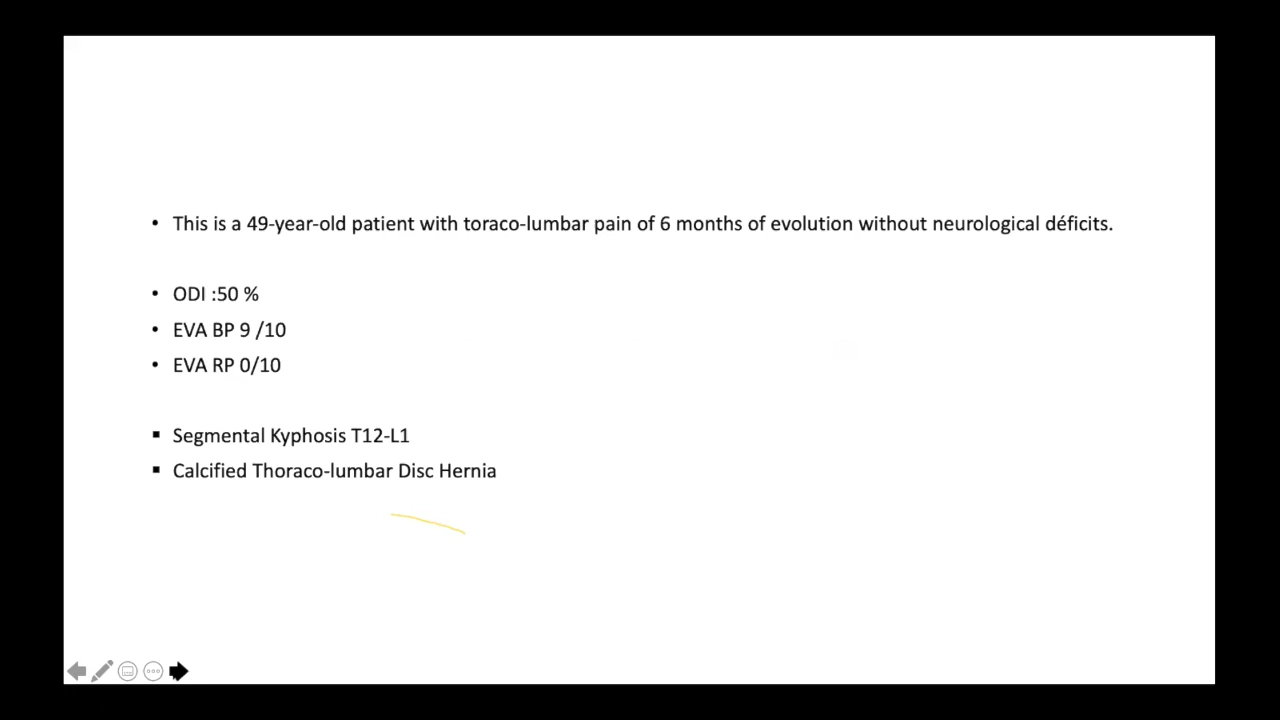 • This is a 49-year-old patient with toraco-lumbar pain of 6 months of evolution without neurological déficits.
• ODI :50 %
• EVA BP 9 /10
• EVA RP 0/10
▪ Segmental Kyphosis T12-L1
▪ Calcified Thoraco-lumbar Disc Hernia